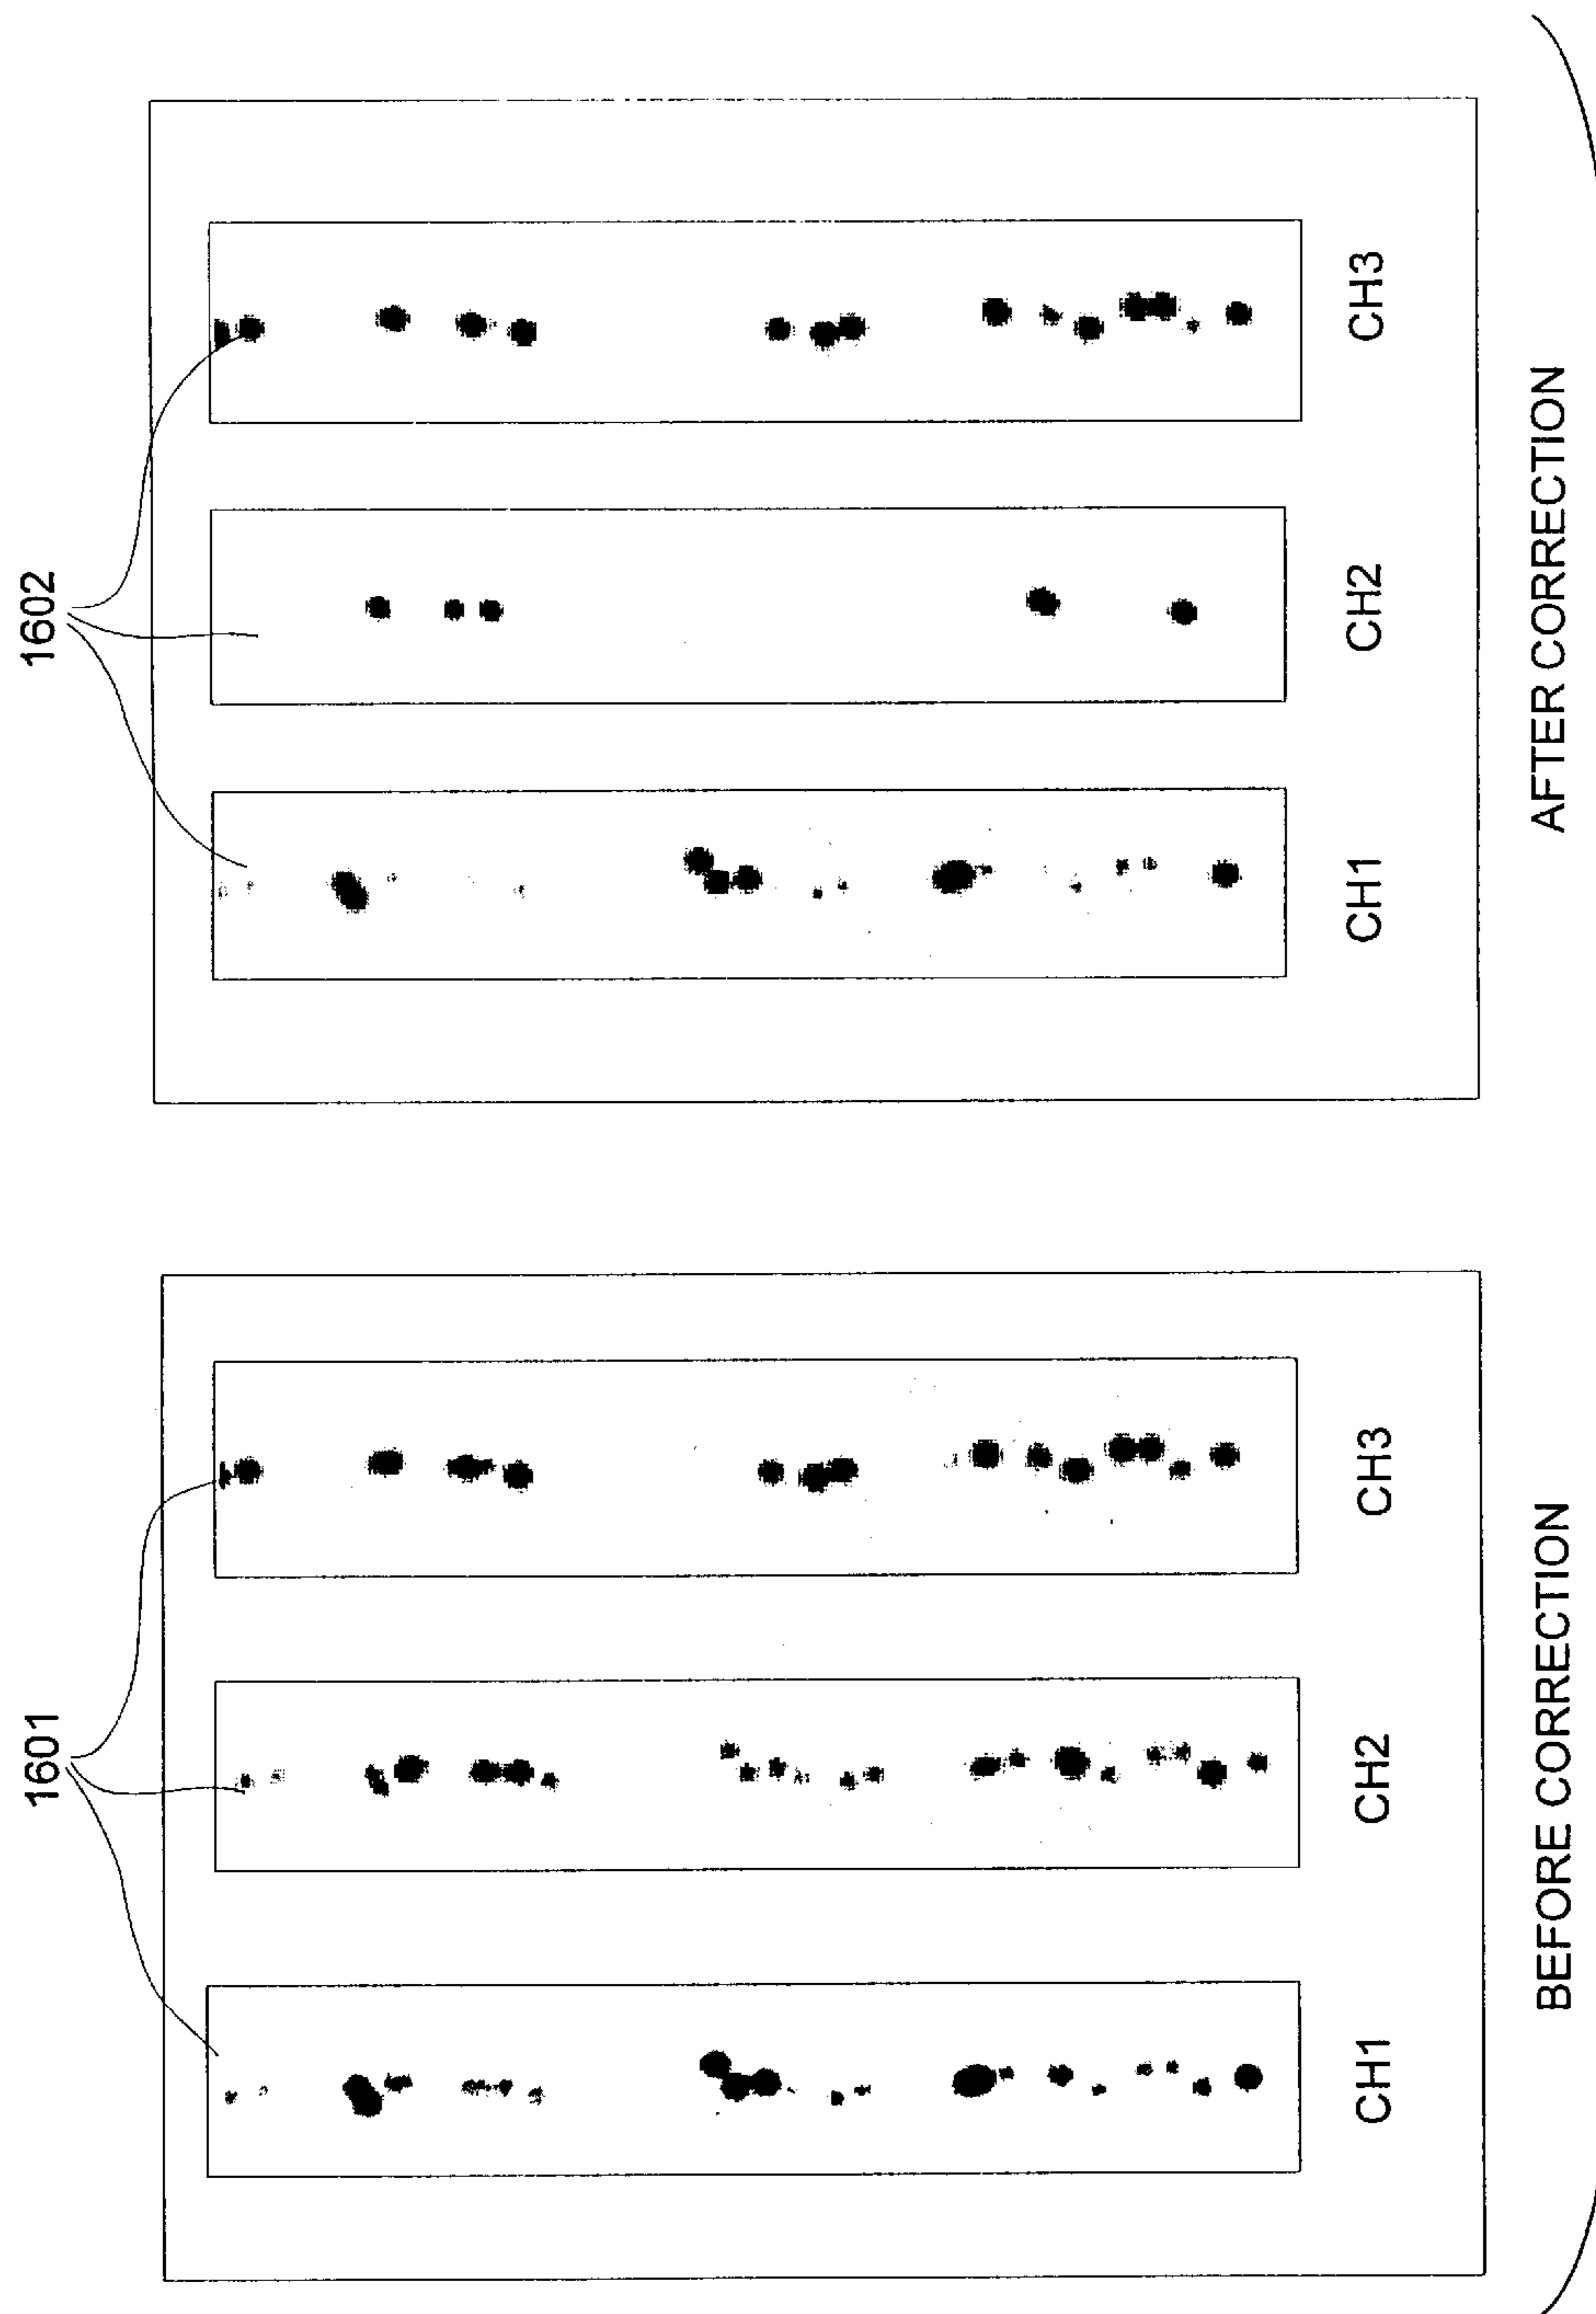 1601
CH1
CH2
CH3
BEFORE CORRECTION
1602
CH1
CH2
CH3
AFTER CORRECTION